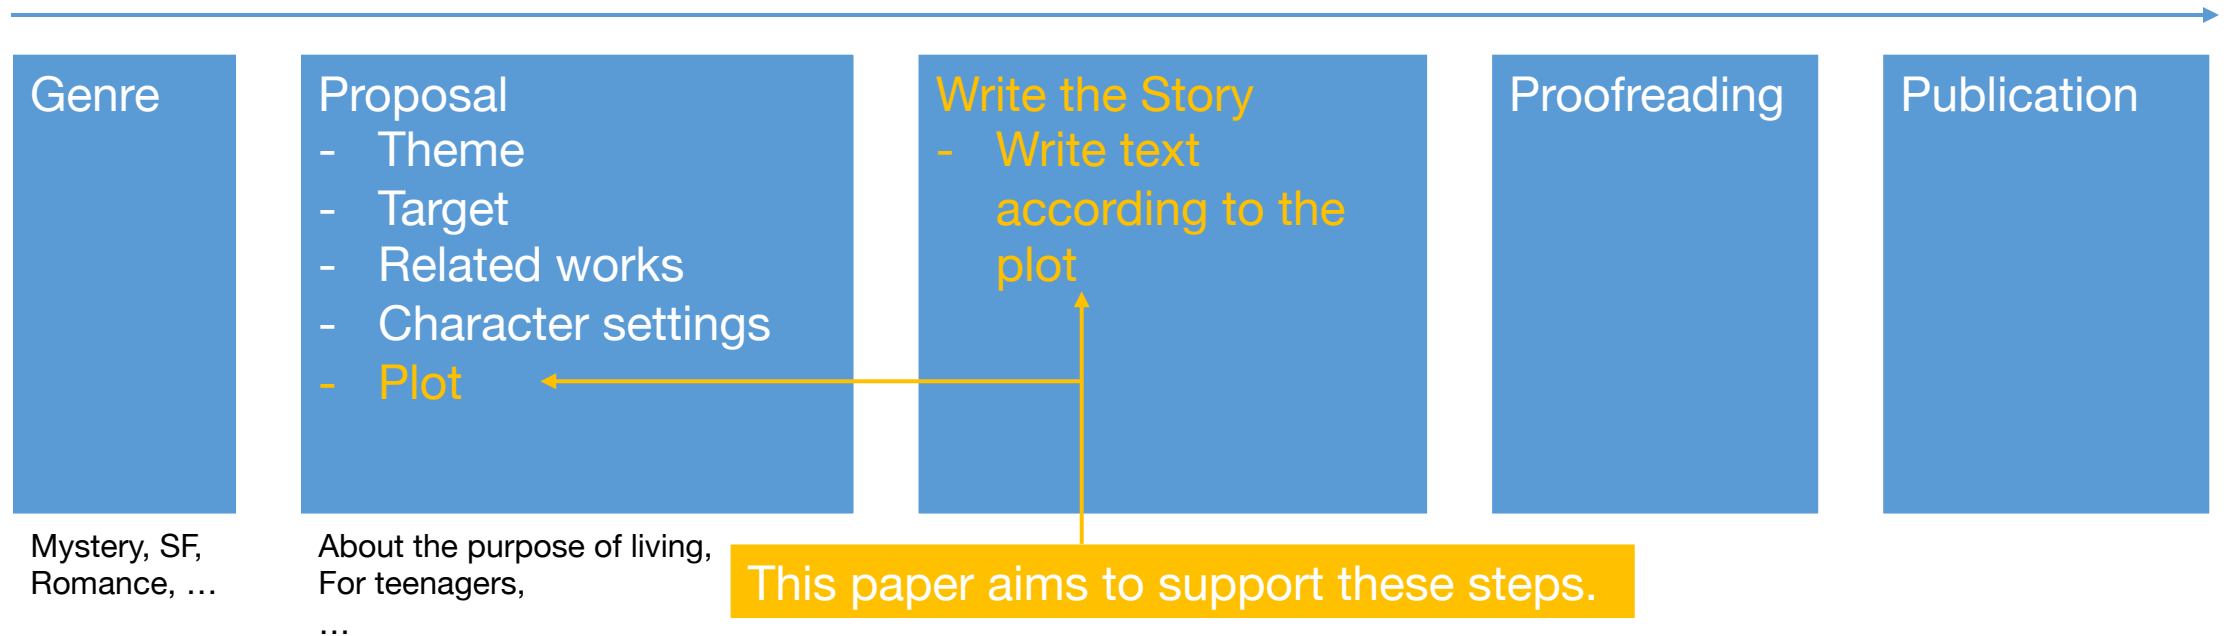 Genre
Proposal
- Theme
- Target
- Related works
- Character settings
- Plot
Write the Story
- Write text
according to the
plot
Proofreading
Publication
Mystery, SF,
Romance, …
About the purpose of living,
For teenagers,
...
This paper aims to support these steps.